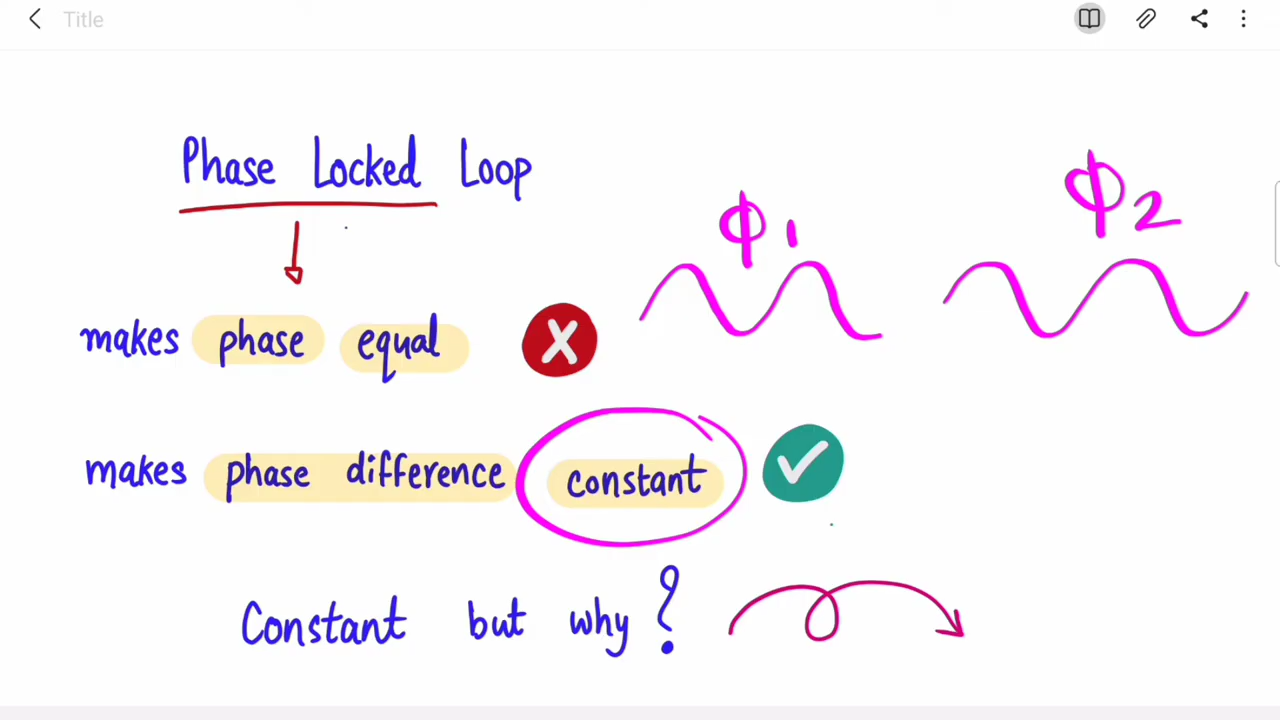 Title
Phase Locked Loop
ϕ1
ϕ2
makes phase equal
makes phase difference constant
Constant but why?